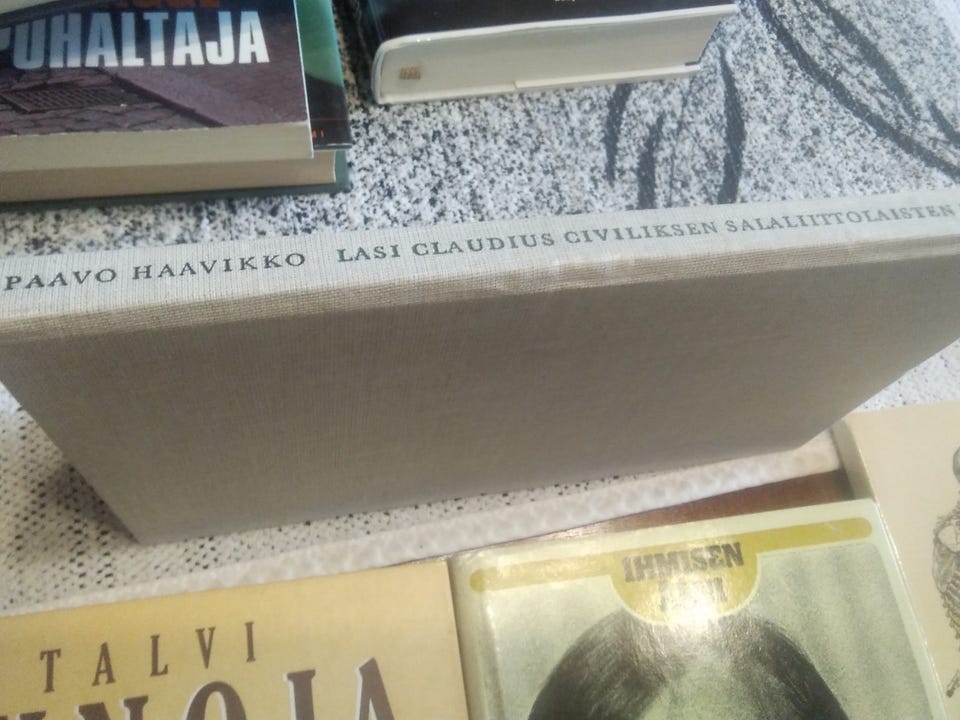 PUHALTAJA
PAAVO HAAVIKKO LASI CLAUDIUS CIVILIKSEN SALALIITTOLAISTEN
IHMISEN
TALVI